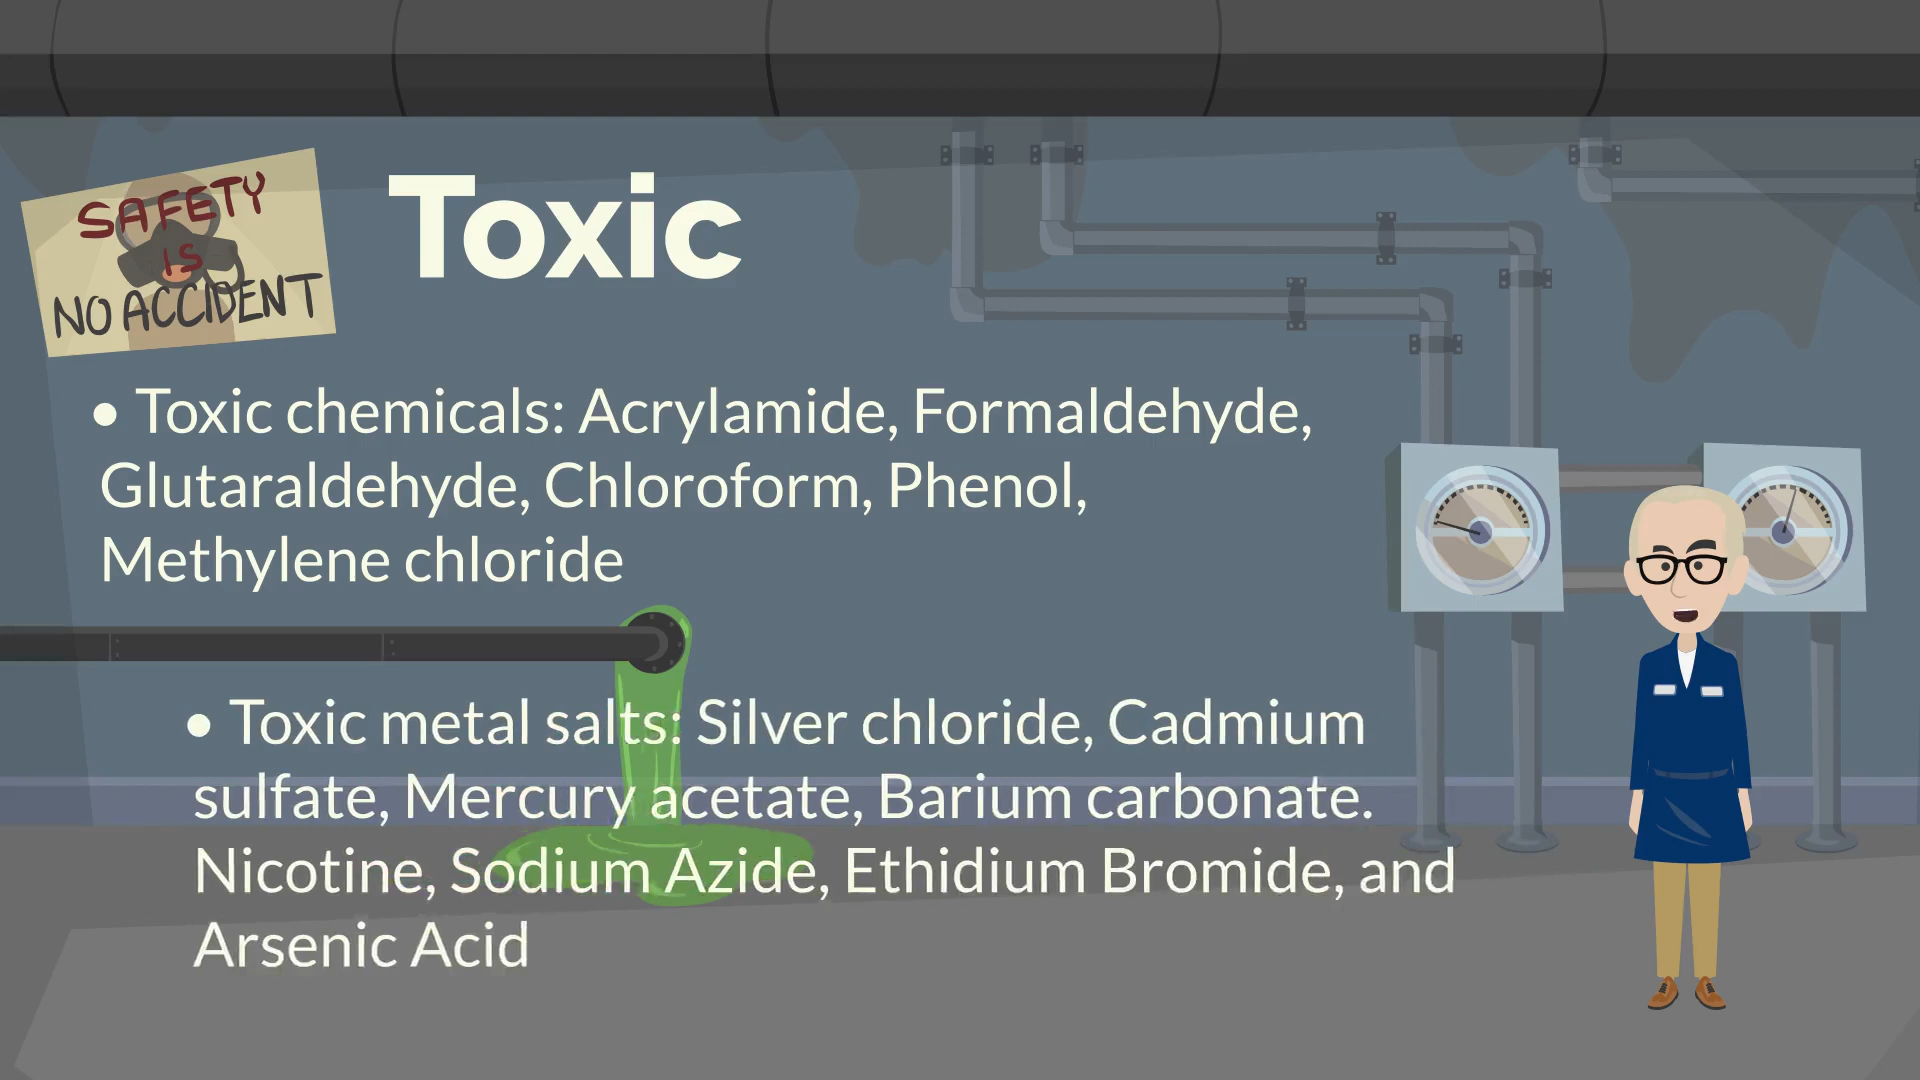 SAFETY
IS
NO ACCIDENT
Toxic
• Toxic chemicals: Acrylamide, Formaldehyde,
Glutaraldehyde, Chloroform, Phenol,
Methylene chloride
• Toxic metal salts: Silver chloride, Cadmium
sulfate, Mercury acetate, Barium carbonate.
Nicotine, Sodium Azide, Ethidium Bromide, and
Arsenic Acid